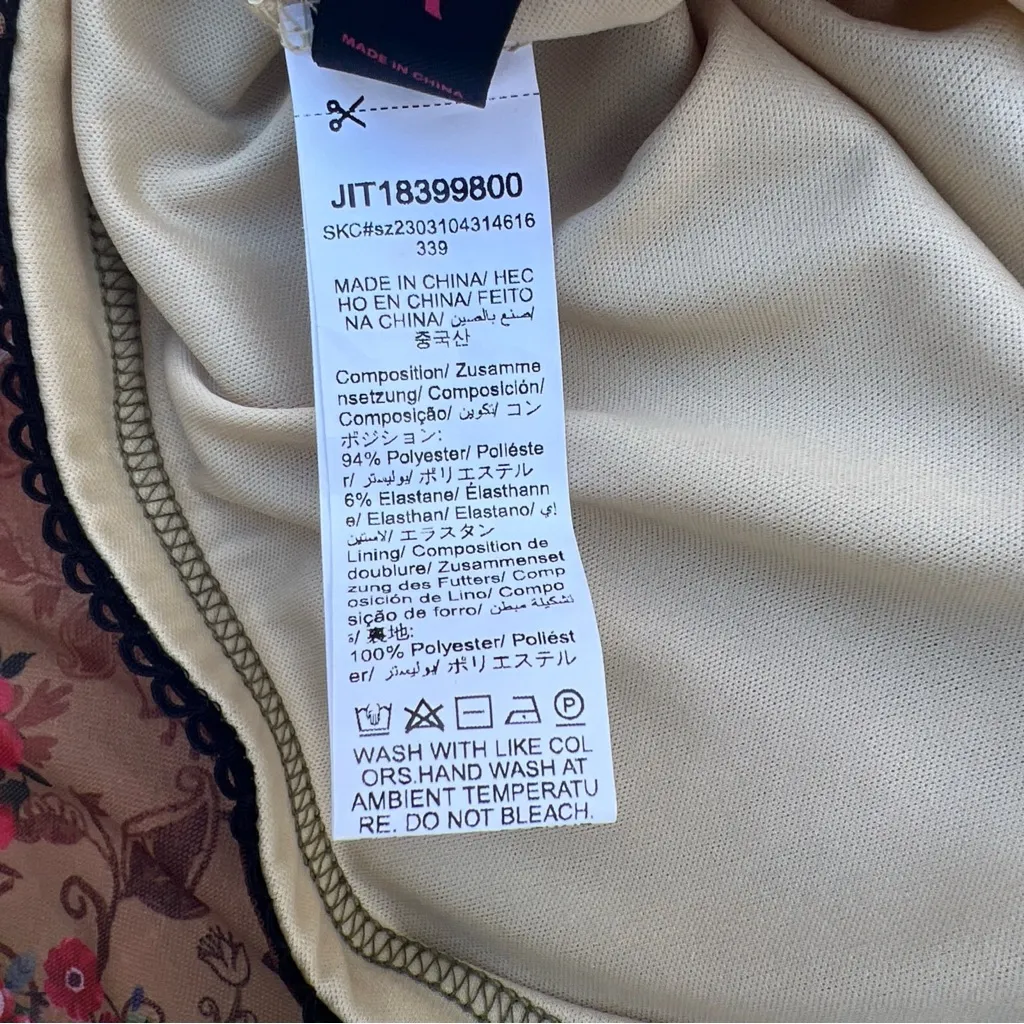 MADE IN CHINA
JIT18399800
SKC#sz2303104314616
339
MADE IN CHINA/ HEC
HO EN CHINA/ FEITO
NA CHINA/ صنع بالصين/
중국산
Composition/ Zusamme
nsetzung/ Composición/
Composição/ تكوين/ コン
ポジション:
94% Polyester/ Poliéste
r/ بوليستر/ ポリエステル
6% Elastane/ Élasthann
e/ Elasthan/ Elastano/ إي
لاستين/ エラスタン
Lining/ Composition de
doublure/ Zusammenset
zung des Futters/ Comp
osición de Lino/ Compo
sição de forro/ تشكيلة مبطن
ة/ 裏地:
100% Polyester/ Poliést
er/ بوليستر/ ポリエステル
P
WASH WITH LIKE COL
ORS.HAND WASH AT
AMBIENT TEMPERATU
RE. DO NOT BLEACH.